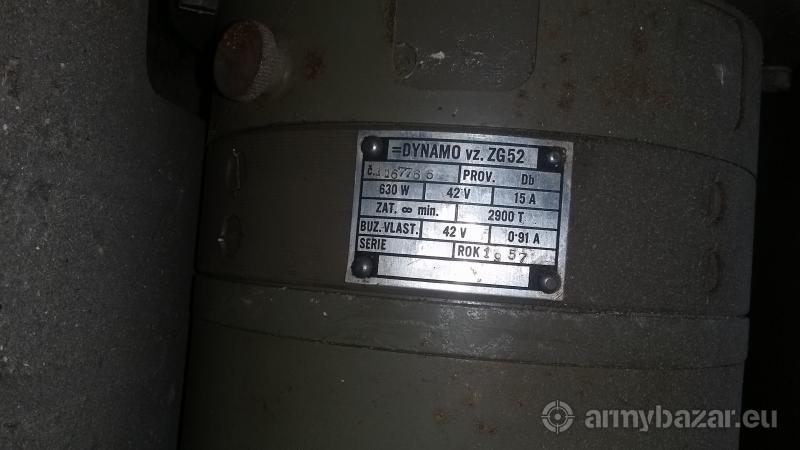 =DYNAMO vz. ZG52
č. 1167766 PROV. Db
630 W 42 V 15 A
ZAT. ∞ min. 2900 T
BUZ. VLAST. 42 V 0·91 A
SERIE ROK 1957
armybazar.eu